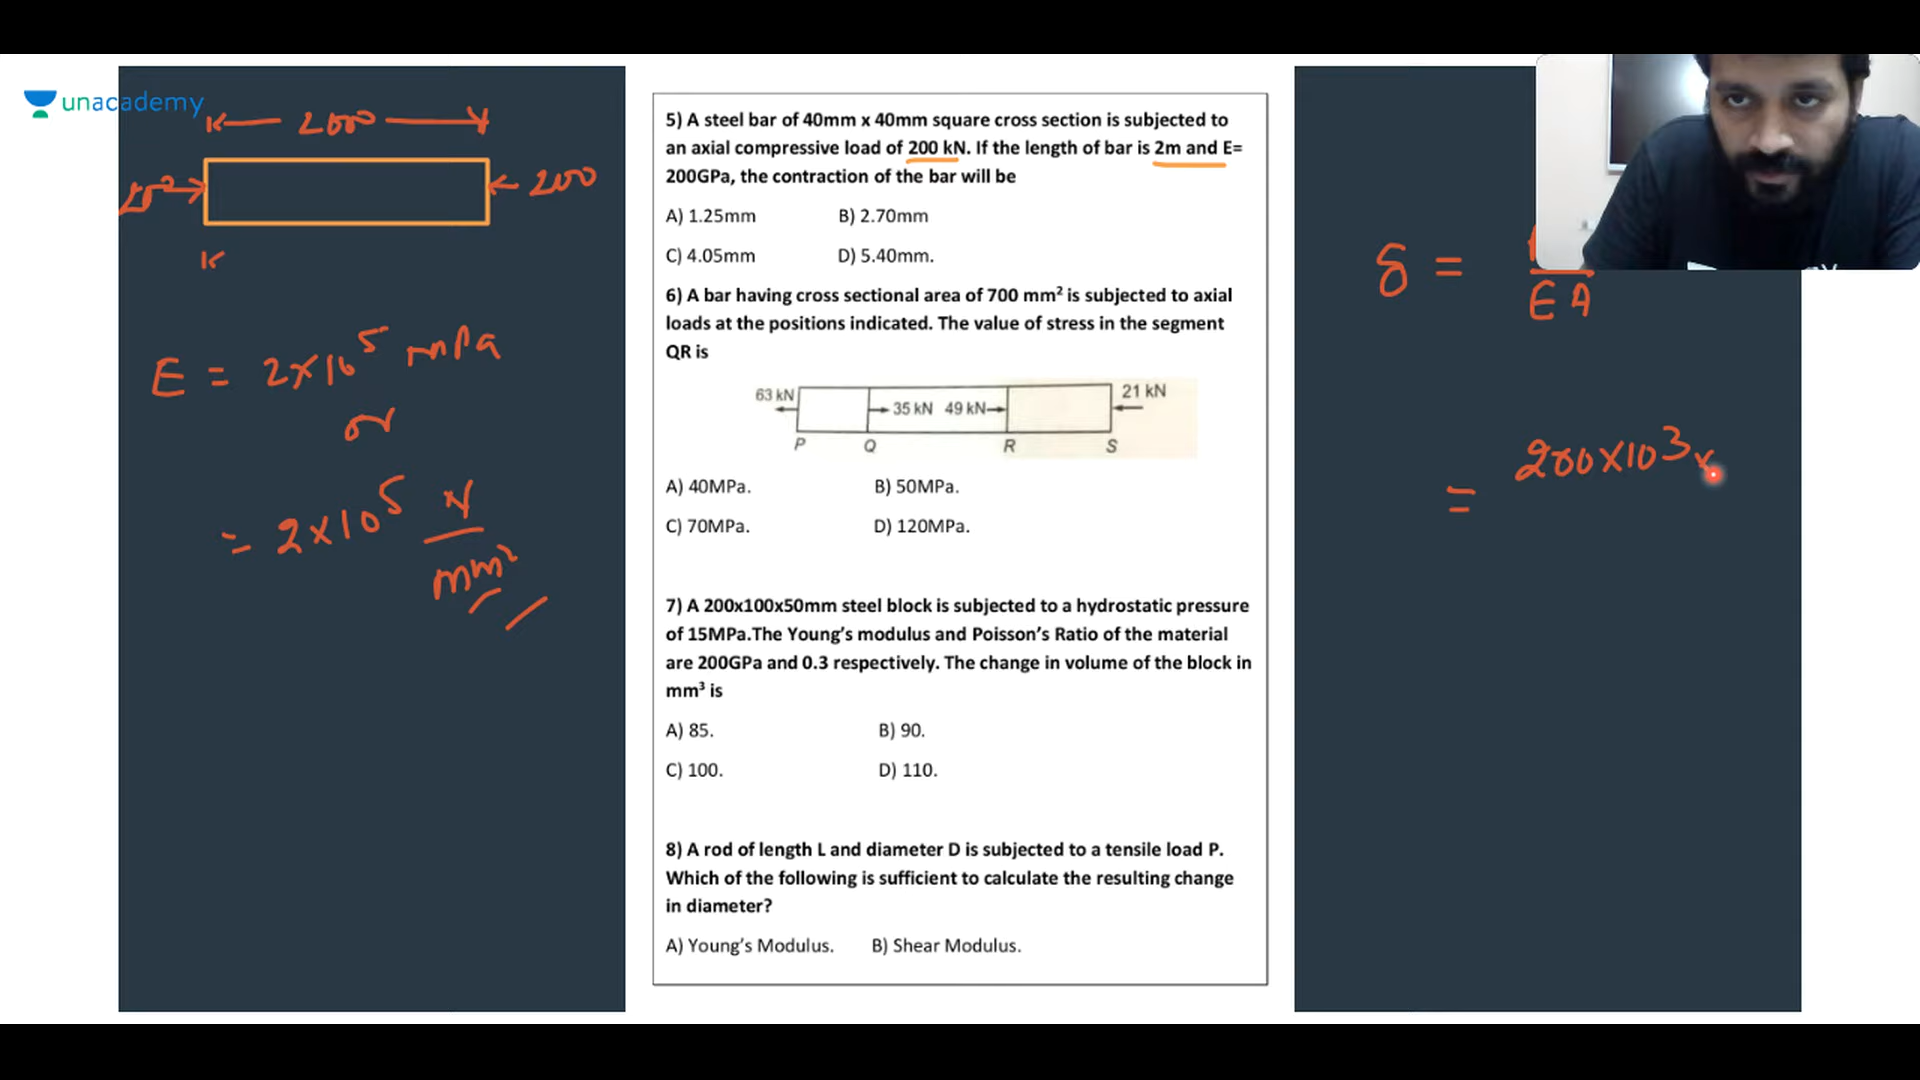 unacademy
2000
200
E = 2×10⁵ mPa
or
= 2×10⁵ N
mm²
5) A steel bar of 40mm x 40mm square cross section is subjected to
an axial compressive load of 200 kN. If the length of bar is 2m and E=
200GPa, the contraction of the bar will be
A) 1.25mm B) 2.70mm
C) 4.05mm D) 5.40mm.
6) A bar having cross sectional area of 700 mm² is subjected to axial
loads at the positions indicated. The value of stress in the segment
QR is
63 kN 35 kN 49 kN 21 kN
P Q R S
A) 40MPa. B) 50MPa.
C) 70MPa. D) 120MPa.
7) A 200x100x50mm steel block is subjected to a hydrostatic pressure
of 15MPa.The Young’s modulus and Poisson’s Ratio of the material
are 200GPa and 0.3 respectively. The change in volume of the block in
mm³ is
A) 85. B) 90.
C) 100. D) 110.
8) A rod of length L and diameter D is subjected to a tensile load P.
Which of the following is sufficient to calculate the resulting change
in diameter?
A) Young’s Modulus. B) Shear Modulus.
δ =
EA
= 200×10³×